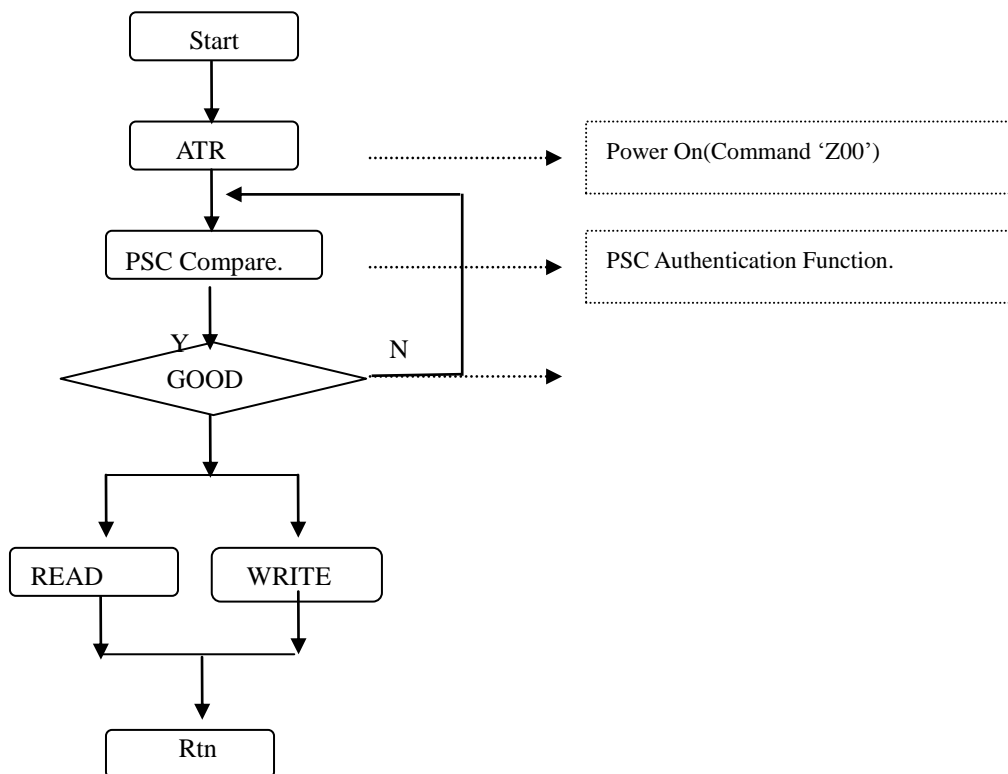 Start
ATR
Power On(Command ‘Z00’)
PSC Compare.
PSC Authentication Function.
Y
N
GOOD
READ
WRITE
Rtn